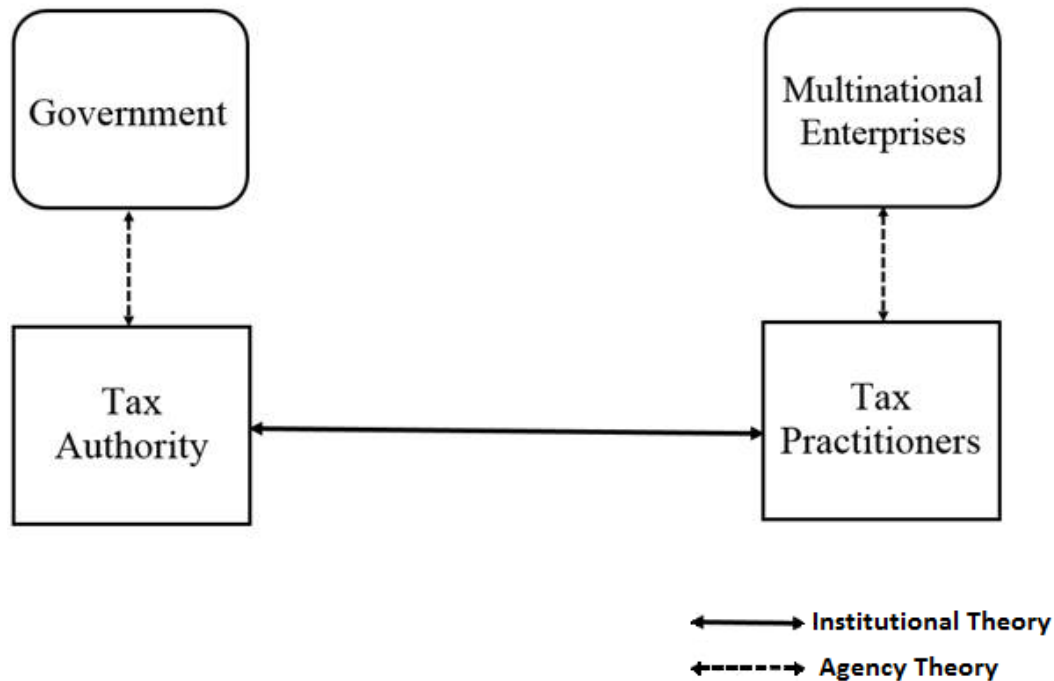 Government
Multinational
Enterprises
Tax
Authority
Tax
Practitioners
Institutional Theory
Agency Theory